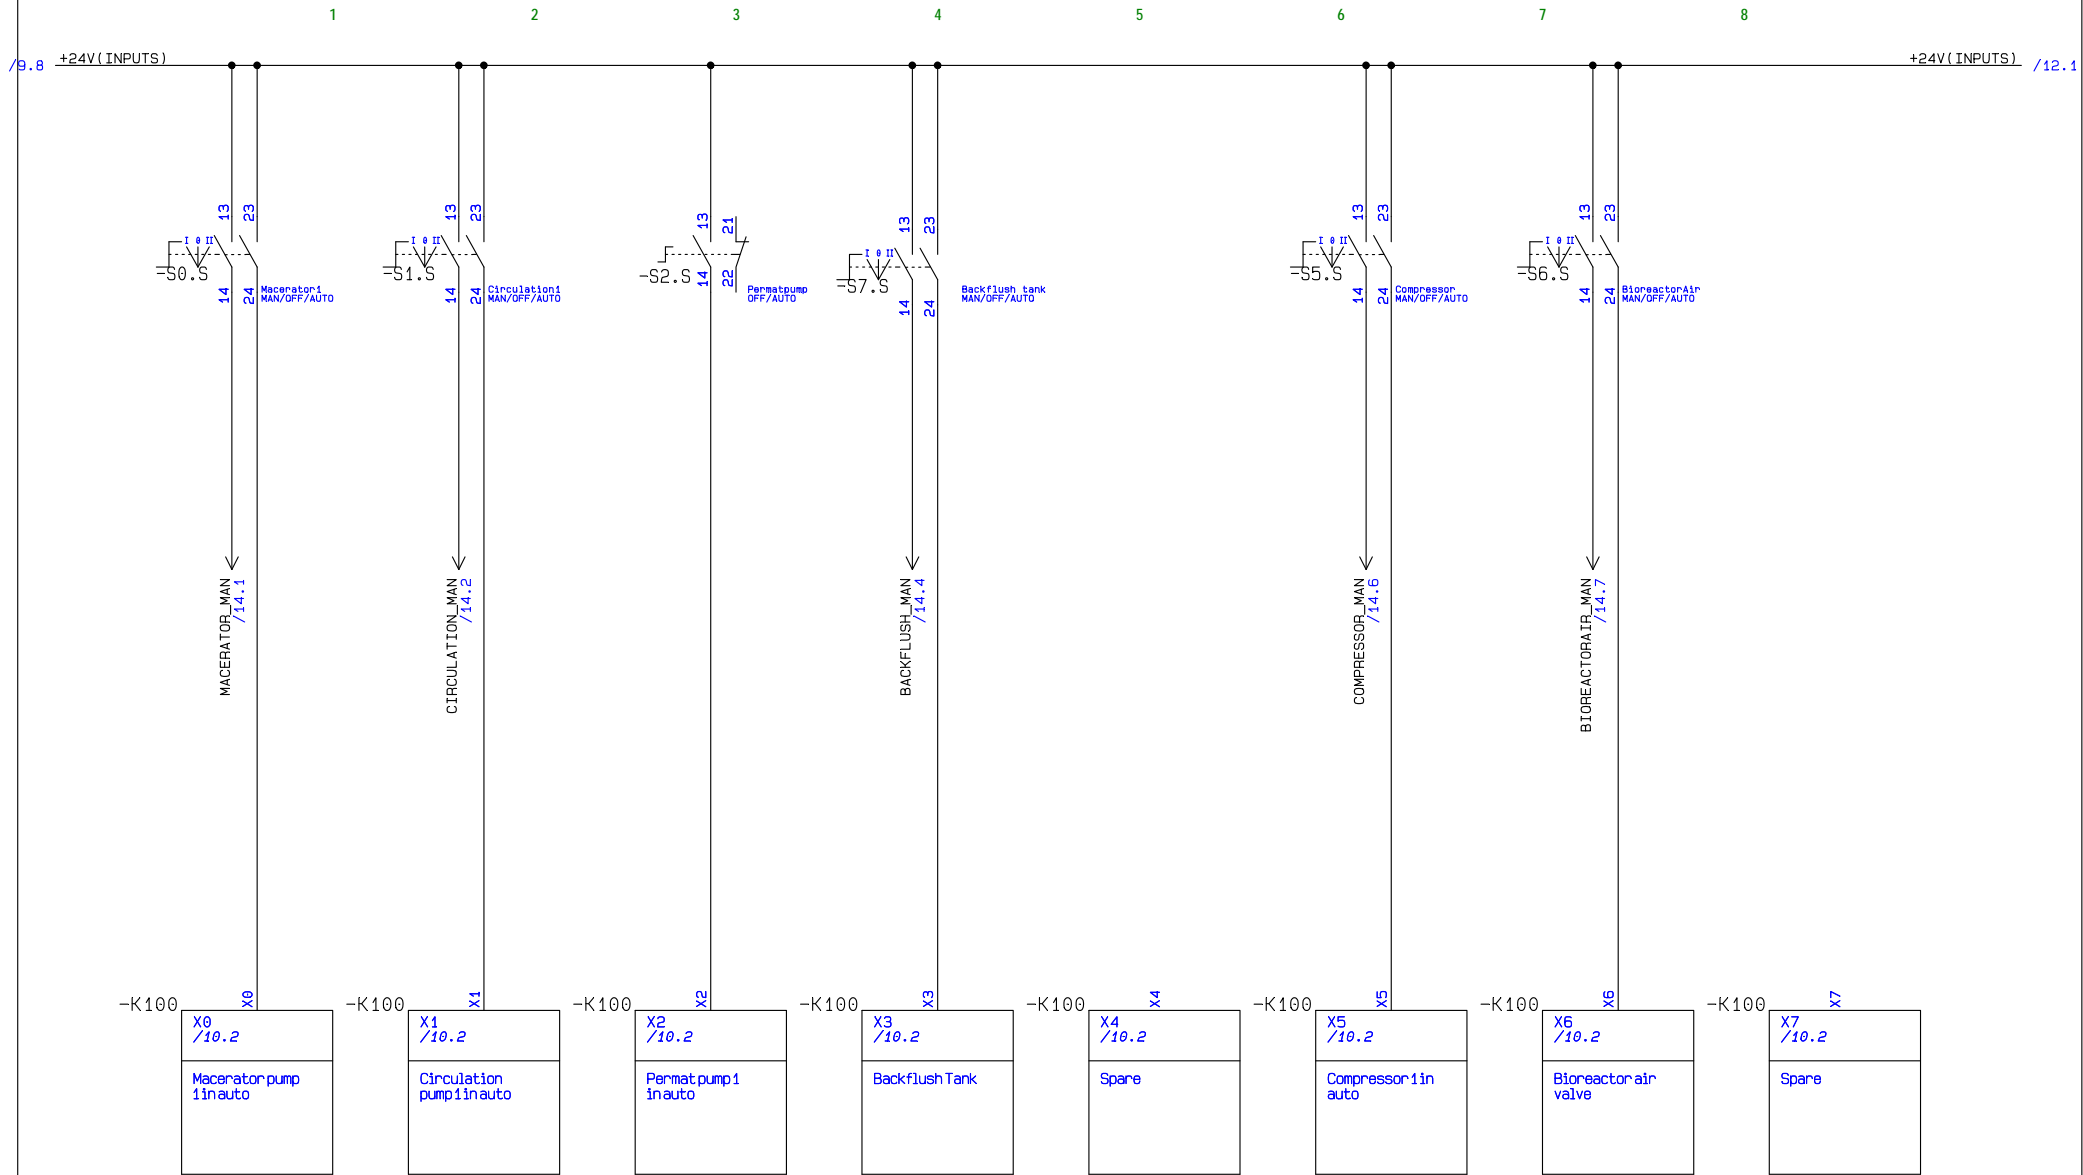 1 2 3 4 5 6 7 8
/9.8 +24V(INPUTS) +24V(INPUTS) /12.1
13 23 13 23 13 21 13 23 13 23 13 23
I 0 II I 0 II I 0 II I 0 II I 0 II
-S0.S -S1.S -S2.S -S7.S -S5.S -S6.S
14 24 14 24 14 22 14 24 14 24 14 24
Macerator1
MAN/OFF/AUTO
Circulation1
MAN/OFF/AUTO
Permatpump
OFF/AUTO
Backflush tank
MAN/OFF/AUTO
Compressor
MAN/OFF/AUTO
BioreactorAir
MAN/OFF/AUTO
MACERATOR_MAN
/14.1
CIRCULATION_MAN
/14.2
BACKFLUSH_MAN
/14.4
COMPRESSOR_MAN
/14.6
BIOREACTORAIR_MAN
/14.7
-K100 X0 -K100 X1 -K100 X2 -K100 X3 -K100 X4 -K100 X5 -K100 X6 -K100 X7
X0
/10.2
Macerator pump
1 in auto
X1
/10.2
Circulation
pump 1 in auto
X2
/10.2
Permat pump 1
in auto
X3
/10.2
Backflush Tank
X4
/10.2
Spare
X5
/10.2
Compressor 1 in
auto
X6
/10.2
Bioreactor air
valve
X7
/10.2
Spare